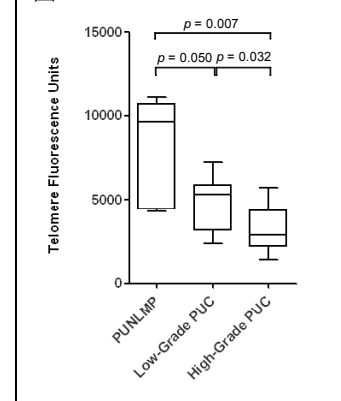 15000
p = 0.007
p = 0.050 p = 0.032
10000
5000
0
Telomere Fluorescence Units
PUNLMP
Low-Grade PUC
High-Grade PUC